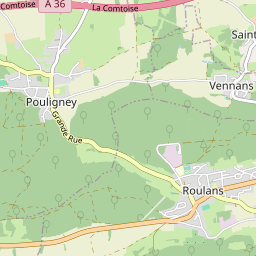 Comtoise
A 36
La Comtoise
Saint
Vennans
Pouligney
Grande Rue
Roulans